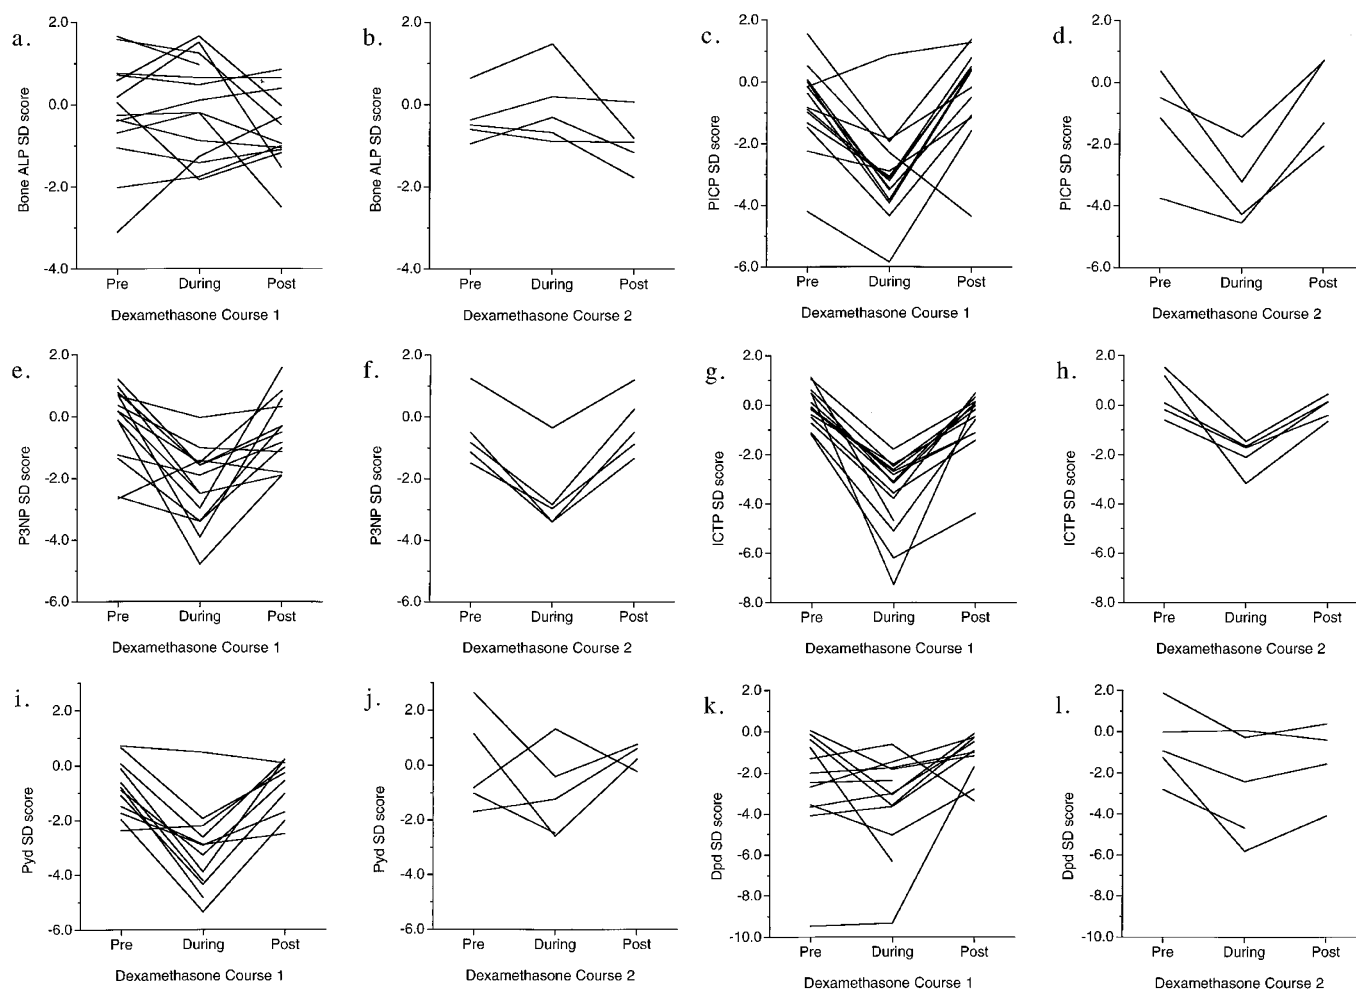 a.
Bone ALP SD score
2.0
0.0
-2.0
-4.0
Pre During Post
Dexamethasone Course 1
b.
Bone ALP SD score
2.0
0.0
-2.0
-4.0
Pre During Post
Dexamethasone Course 2
c.
PICP SD score
2.0
0.0
-2.0
-4.0
-6.0
Pre During Post
Dexamethasone Course 1
d.
PICP SD score
2.0
0.0
-2.0
-4.0
-6.0
Pre During Post
Dexamethasone Course 2
e.
P3NP SD score
2.0
0.0
-2.0
-4.0
-6.0
Pre During Post
Dexamethasone Course 1
f.
P3NP SD score
2.0
0.0
-2.0
-4.0
-6.0
Pre During Post
Dexamethasone Course 2
g.
ICTP SD score
2.0
0.0
-2.0
-4.0
-6.0
-8.0
Pre During Post
Dexamethasone Course 1
h.
ICTP SD score
2.0
0.0
-2.0
-4.0
-6.0
-8.0
Pre During Post
Dexamethasone Course 2
i.
Pyd SD score
2.0
0.0
-2.0
-4.0
-6.0
Pre During Post
Dexamethasone Course 1
j.
Pyd SD score
2.0
0.0
-2.0
-4.0
-6.0
Pre During Post
Dexamethasone Course 2
k.
Dpd SD score
2.0
0.0
-2.0
-4.0
-6.0
-8.0
-10.0
Pre During Post
Dexamethasone Course 1
l.
Dpd SD score
2.0
0.0
-2.0
-4.0
-6.0
-8.0
-10.0
Pre During Post
Dexamethasone Course 2